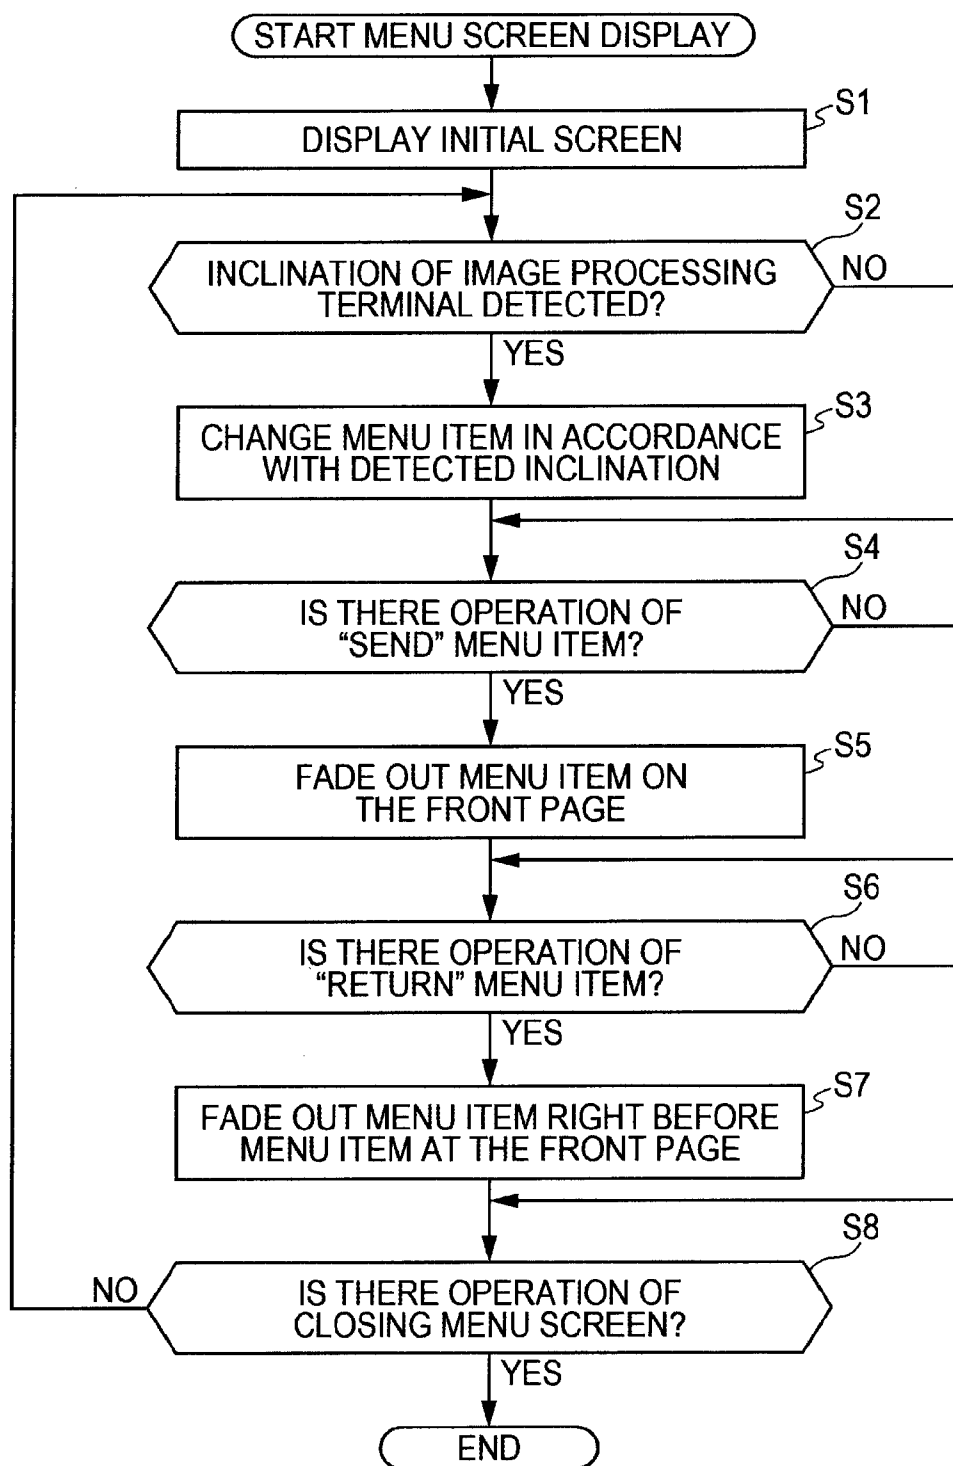 START MENU SCREEN DISPLAY
S1
DISPLAY INITIAL SCREEN
S2
INCLINATION OF IMAGE PROCESSING
TERMINAL DETECTED?
NO
YES
S3
CHANGE MENU ITEM IN ACCORDANCE
WITH DETECTED INCLINATION
S4
IS THERE OPERATION OF
“SEND” MENU ITEM?
NO
YES
S5
FADE OUT MENU ITEM ON
THE FRONT PAGE
S6
IS THERE OPERATION OF
“RETURN” MENU ITEM?
NO
YES
S7
FADE OUT MENU ITEM RIGHT BEFORE
MENU ITEM AT THE FRONT PAGE
S8
NO
IS THERE OPERATION OF
CLOSING MENU SCREEN?
YES
END